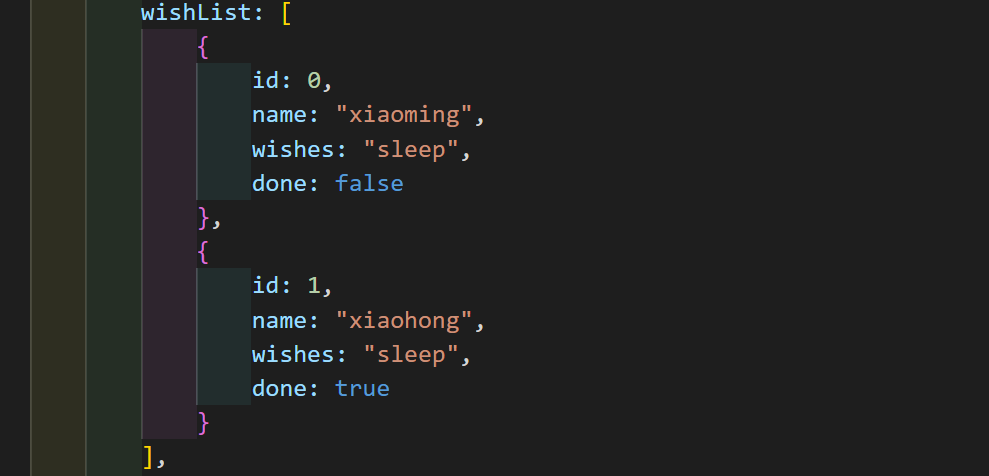 wishList: [
{
id: 0,
name: "xiaoming",
wishes: "sleep",
done: false
},
{
id: 1,
name: "xiaohong",
wishes: "sleep",
done: true
}
],